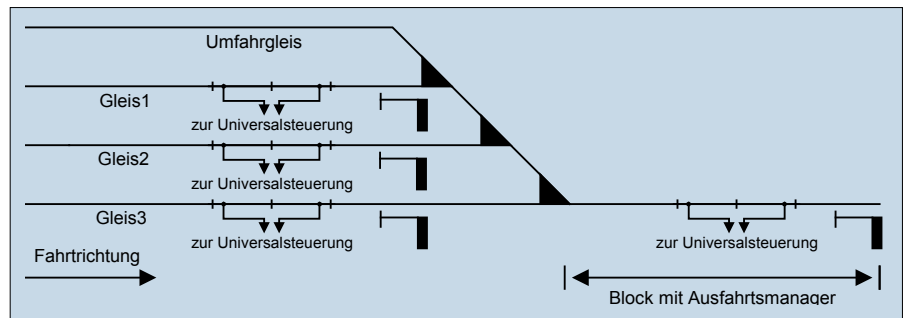 Umfahrgleis
Gleis1
zur Universalsteuerung
Gleis2
zur Universalsteuerung
Gleis3
zur Universalsteuerung
zur Universalsteuerung
Fahrtrichtung
Block mit Ausfahrtsmanager